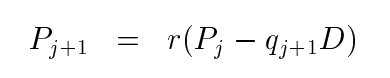 P_{j+1} = r(P_j − q_{j+1}D)